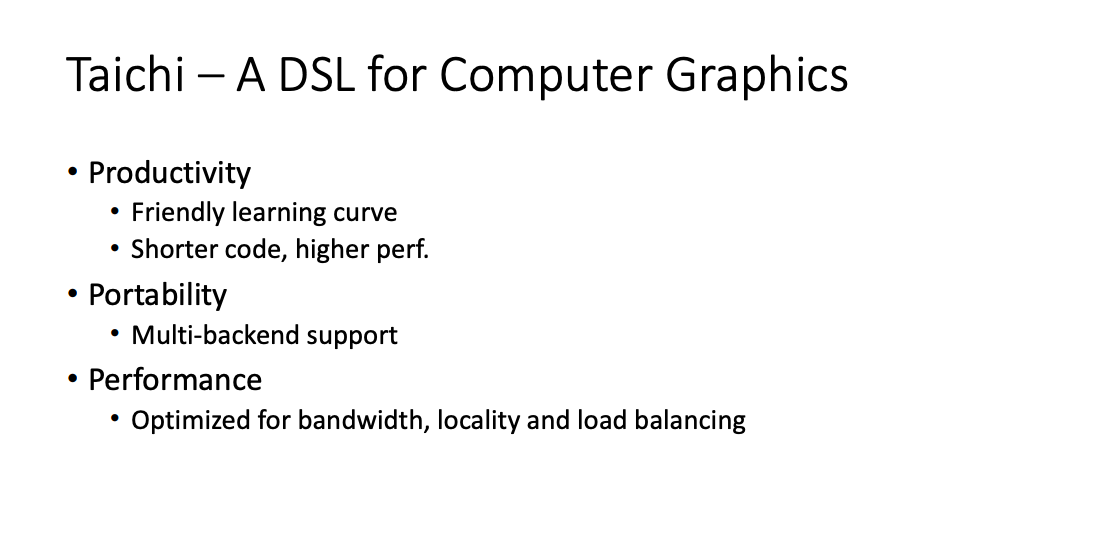 Taichi – A DSL for Computer Graphics
• Productivity
• Friendly learning curve
• Shorter code, higher perf.
• Portability
• Multi-backend support
• Performance
• Optimized for bandwidth, locality and load balancing